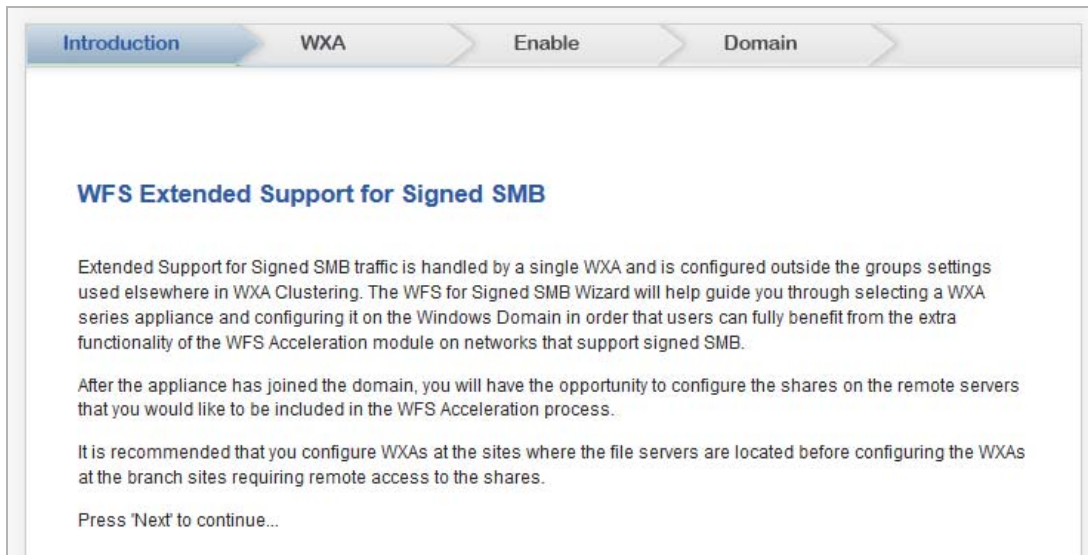 Introduction WXA Enable Domain
WFS Extended Support for Signed SMB
Extended Support for Signed SMB traffic is handled by a single WXA and is configured outside the groups settings
used elsewhere in WXA Clustering. The WFS for Signed SMB Wizard will help guide you through selecting a WXA
series appliance and configuring it on the Windows Domain in order that users can fully benefit from the extra
functionality of the WFS Acceleration module on networks that support signed SMB.
After the appliance has joined the domain, you will have the opportunity to configure the shares on the remote servers
that you would like to be included in the WFS Acceleration process.
It is recommended that you configure WXAs at the sites where the file servers are located before configuring the WXAs
at the branch sites requiring remote access to the shares.
Press 'Next' to continue...